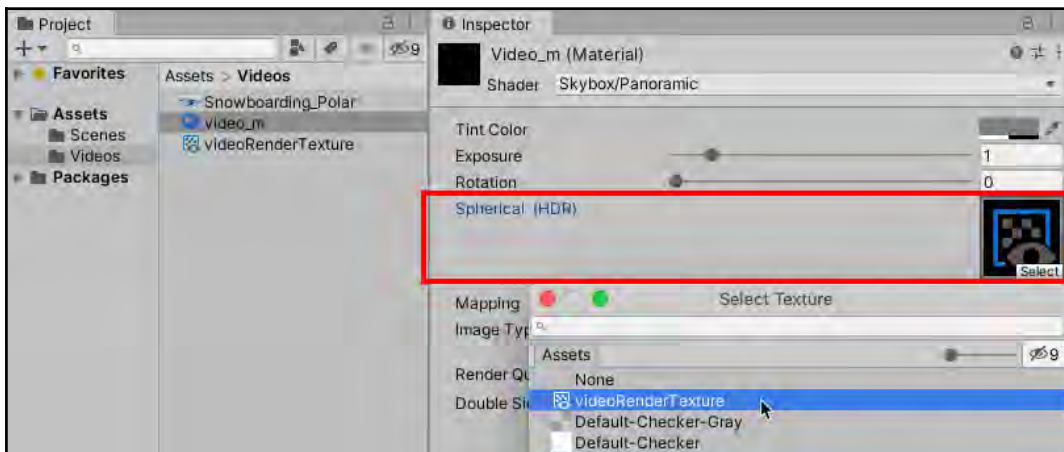 Project
9
Favorites
Assets
Scenes
Videos
Packages
Assets > Videos
Snowboarding_Polar
video_m
videoRenderTexture
Inspector
Video_m (Material)
Shader Skybox/Panoramic
Tint Color
Exposure 1
Rotation 0
Spherical (HDR)
Select
Mapping
Image Typ
Render Qu
Double Si
Select Texture
Assets
9
None
videoRenderTexture
Default-Checker-Gray
Default-Checker